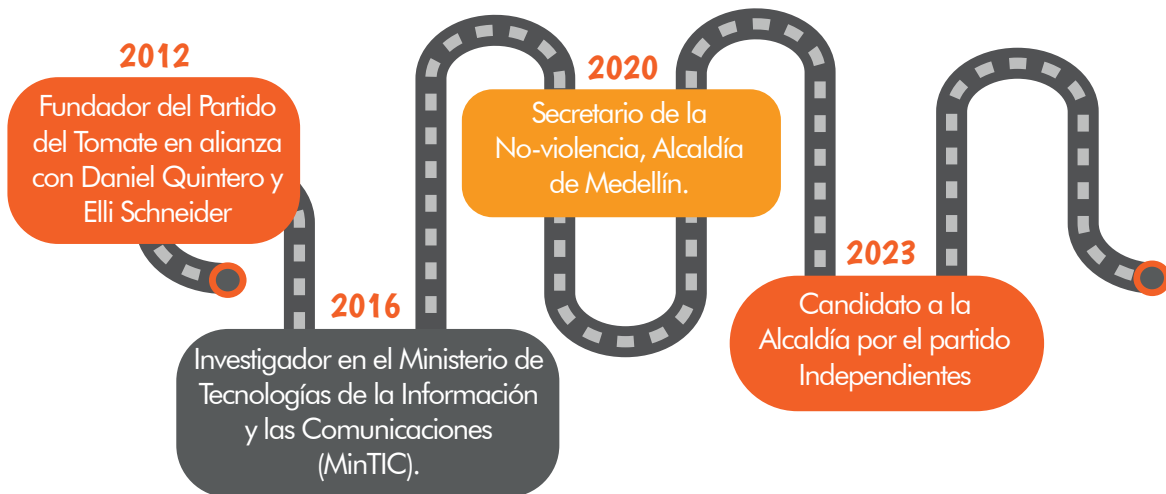 2012
Fundador del Partido
del Tomate en alianza
con Daniel Quintero y
Elli Schneider
2016
Investigador en el Ministerio de
Tecnologías de la Información
y las Comunicaciones
(MinTIC).
2020
Secretario de la
No-violencia, Alcaldía
de Medellín.
2023
Candidato a la
Alcaldía por el partido
Independientes